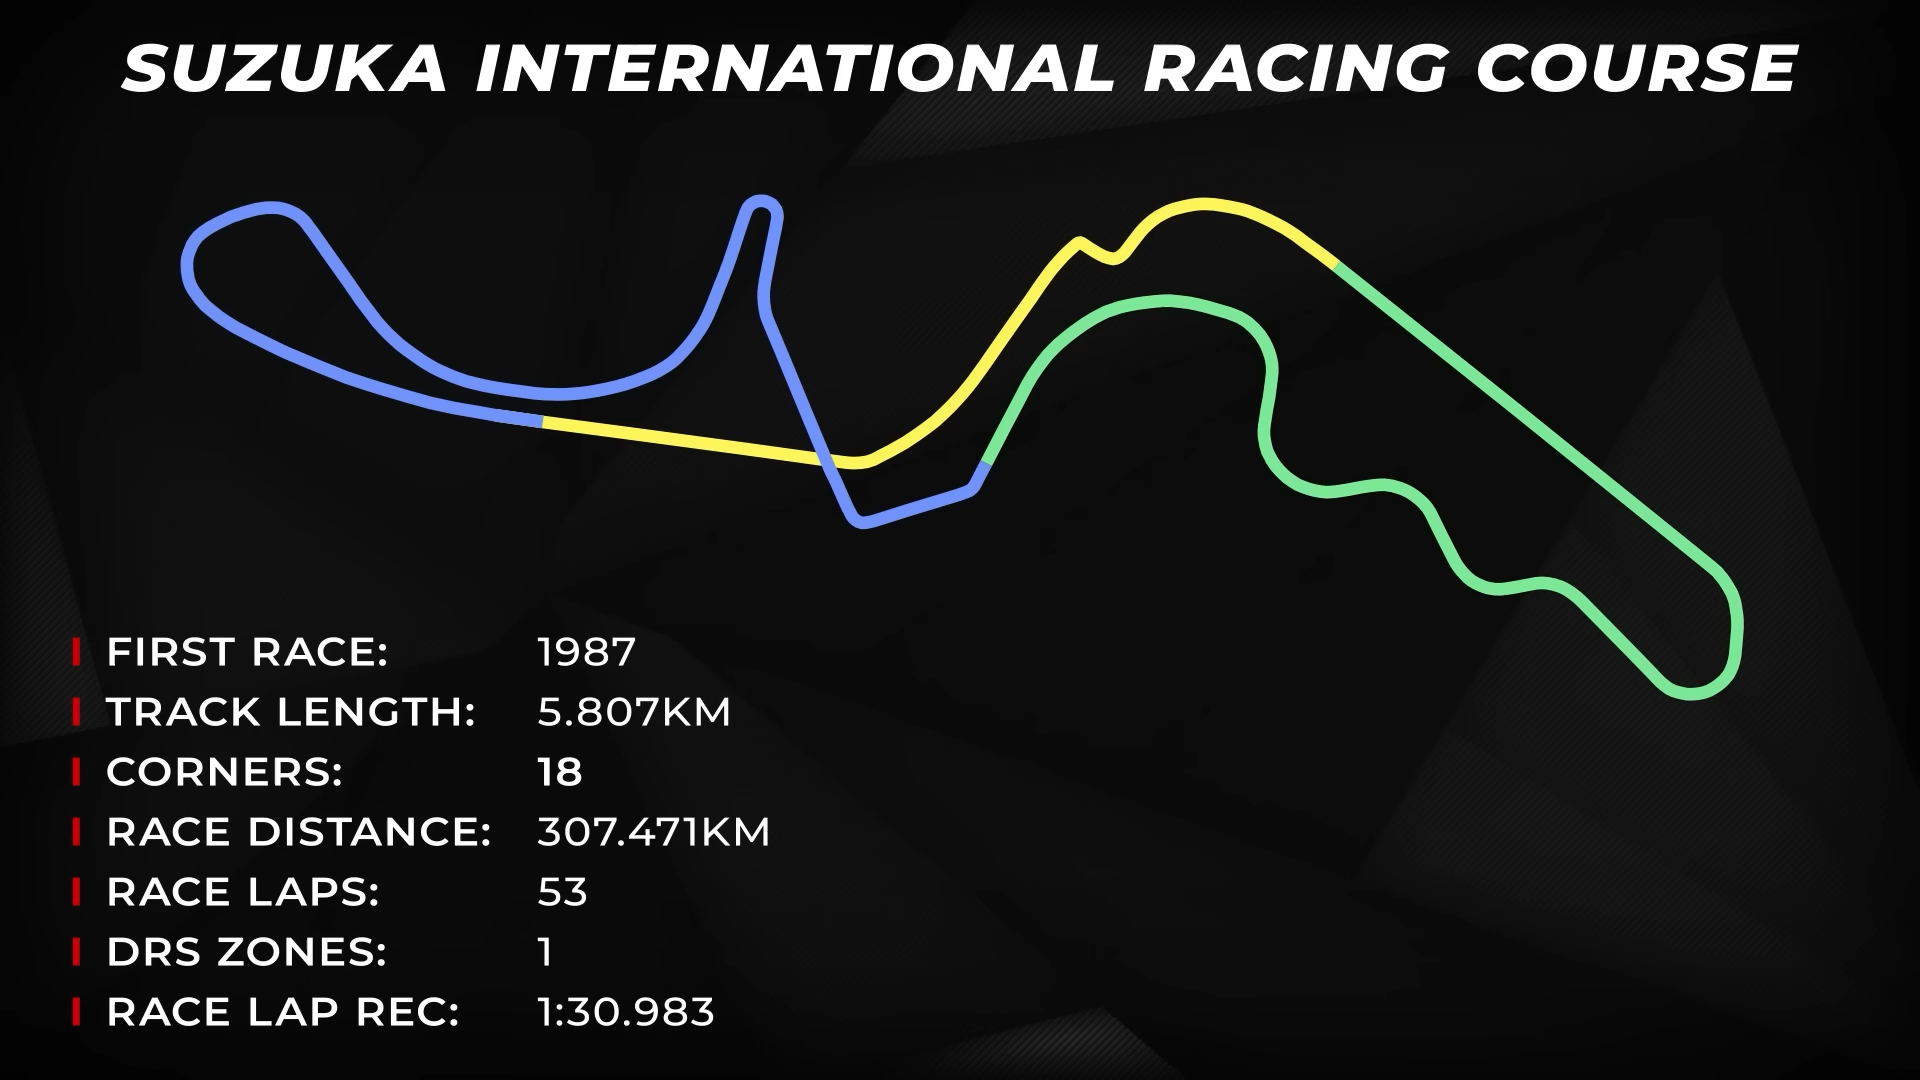 SUZUKA INTERNATIONAL RACING COURSE
FIRST RACE: 1987
TRACK LENGTH: 5.807KM
CORNERS: 18
RACE DISTANCE: 307.471KM
RACE LAPS: 53
DRS ZONES: 1
RACE LAP REC: 1:30.983